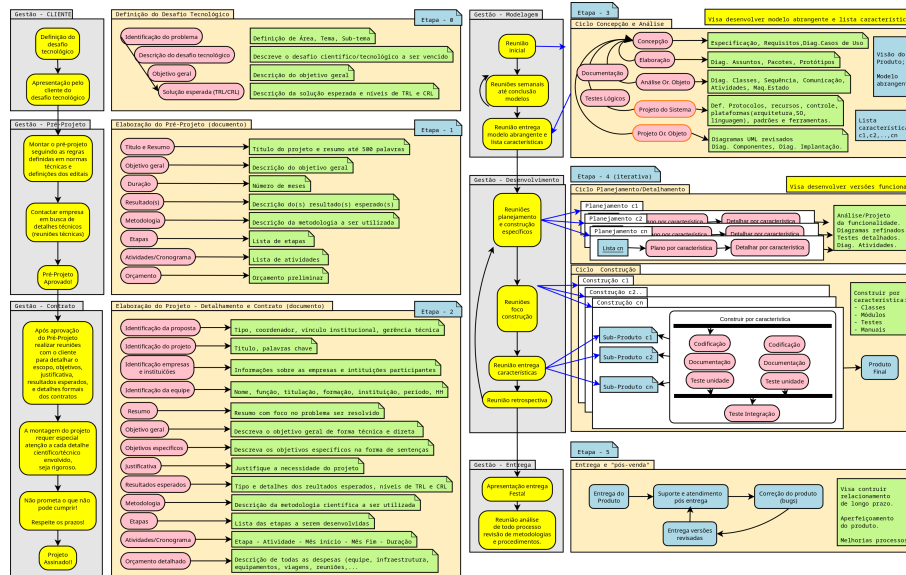 Gestão - CLIENTE
Definição do
desafio
tecnológico
Apresentação pelo
cliente do
desafio tecnológico
Definição do Desafio Tecnológico
Etapa - 0
Identificação do problema
Definição de Área, Tema, Sub-tema
Descrição do desafio tecnológico
Descreve o desafio científico/tecnológico a ser vencido
Objetivo geral
Descrição do objetivo geral
Solução esperada (TRL/CRL)
Descrição da solução esperada e níveis de TRL e CRL
Gestão - Pré-Projeto
Montar o pré-projeto
seguindo as regras
definidas em normas
técnicas e
definições dos editais
Contactar empresa
em busca de
detalhes técnicos
(reuniões técnicas)
Pré-Projeto
Aprovado!
Elaboração do Pré-Projeto (documento)
Etapa - 1
Titulo e Resumo
Título do projeto e resumo até 500 palavras
Objetivo geral
Descrição do objetivo geral
Duração
Número de meses
Resultado(s)
Descrição do(s) resultado(s) esperado(s)
Metodologia
Descrição da metodologia a ser utilizada
Etapas
Lista de etapas
Atividades/Cronograma
Lista de atividades
Orçamento
Orçamento preliminar
Gestão - Contrato
Após aprovação
do Pré-Projeto
realizar reuniões
com o cliente
para detalhar o
escopo, objetivos,
justificativa,
resultados esperados,
e detalhes formais
dos contratos
A montagem do projeto
requer especial
atenção a cada detalhe
científico/técnico
envolvido,
seja rigoroso.
Não prometa o que não
pode cumprir!
Respeite os prazos!
Projeto
Assinado!!
Elaboração do Projeto - Detalhamento e Contrato (documento)
Etapa - 2
Identificação da proposta
Tipo, coordenador, vínculo institucional, gerência técnica
Identificação do projeto
Título, palavras chave
Identificação empresas
e instituicões
Informações sobre as empresas e intituições participantes
Identificação da equipe
Nome, função, titulação, formação, instituição, período, HH
Resumo
Resumo com foco no problema ser resolvido
Objetivo geral
Descreva o objetivo geral de forma técnica e direta
Objetivos específicos
Descreva os objetivos específicos na forma de sentenças
Justificativa
Justifique a necessidade do projeto
Resultados esperados
Tipo e detalhes dos reultados esperados, níveis de TRL e CRL
Metodologia
Descrição da metodologia científica a ser utilizada
Etapas
Lista das etapas a serem desenvolvidas
Atividades/Cronograma
Etapa - Atividade - Mês início - Mês Fim - Duração
Orçamento detalhado
Descrição de todas as despesas (equipe, infraestrutura,
equipamentos, viagens, reuniões,...
Gestão - Modelagem
Reunião
inicial
Reuniões semanais
até conclusão
modelos
Reunião entrega
modelo abrangente e
lista características
Etapa - 3
Ciclo Concepção e Análise
Visa desenvolver modelo abrangente e lista característic
Concepção
Especificação, Requisitos,Diag.Casos de Uso
Elaboração
Diag. Assuntos, Pacotes, Protótipos
Documentação
Análise Or. Objeto
Diag. Classes, Sequência, Comunicação,
Atividades, Maq.Estado
Testes Lógicos
Projeto do Sistema
Def. Protocolos, recursos, controle,
plataformas(arquitetura,SO,
linguagem), padrões e ferramentas.
Projeto Or. Objeto
Diagramas UML revisados
Diag. Componentes, Diag. Implantação.
Visão do
Produto;
Modelo
abrangen
Lista
característica
c1,c2,..,cn
Gestão - Desenvolvimento
Reuniões
planejamento
e construção
específicos
Reuniões
foco
construção
Reunião entrega
características
Reunião retrospectiva
Etapa - 4 (iterativa)
Ciclo Planejamento/Detalhamento
Visa desenvolver versões funciona
Planejamento c1
Planejamento c2
Planejamento cn
Lista cn
Plano por característica
Detalhar por característica
Análise/Projeto
da funcionalidade.
Diagramas refinados
Testes detalhados.
Diag. Atividades.
Ciclo Construção
Construção c1
Construção c2..
Construção cn
Construir por característica
Sub-Produto c1
Sub-Produto c2
Sub-Produto cn
Codificação
Codificação
Documentação
Documentação
Teste unidade
Teste unidade
Teste Integração
Construir por
característica:
- Classes
- Módulos
- Testes
- Manuais
Produto
Final
Gestão - Entrega
Apresentação entrega
Festa!
Reunião análise
de todo processo
revisão de metodologias
e procedimentos.
Etapa - 5
Entrega e "pós-venda"
Entrega do
Produto
Suporte e atendimento
pós entrega
Correção do produto
(bugs)
Entrega versões
revisadas
Visa contruir
relacionamento
de longo prazo.
Aperfeiçoamento
do produto.
Melhorias processos